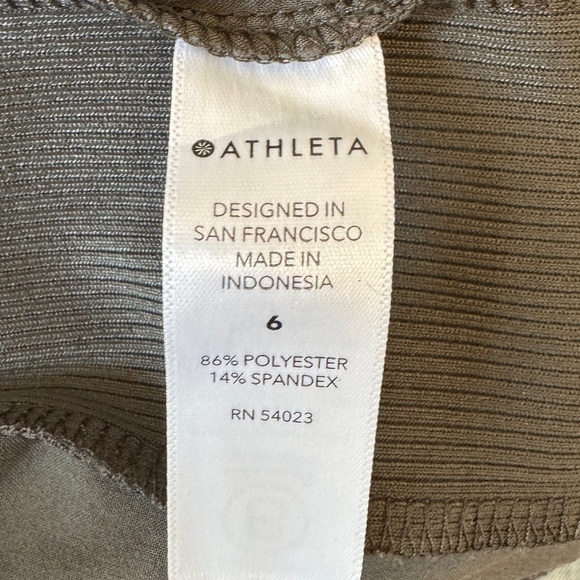 ATHLETA
DESIGNED IN
SAN FRANCISCO
MADE IN
INDONESIA
6
86% POLYESTER
14% SPANDEX
RN 54023